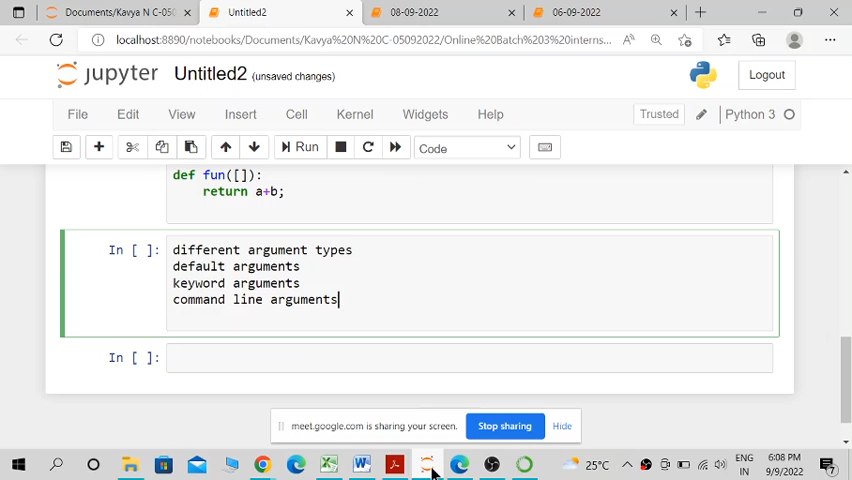 Documents/Kavya N C-050
Untitled2
08-09-2022
06-09-2022
localhost:8890/notebooks/Documents/Kavya%20N%20C-05092022/Online%20Batch%203%20interns...
jupyter Untitled2 (unsaved changes)
Logout
File Edit View Insert Cell Kernel Widgets Help
Trusted
Python 3
Run
Code
def fun([]):
return a+b;
In [ ]:
different argument types
default arguments
keyword arguments
command line arguments
In [ ]:
meet.google.com is sharing your screen.
Stop sharing
Hide
25°C
ENG
IN
6:08 PM
9/9/2022